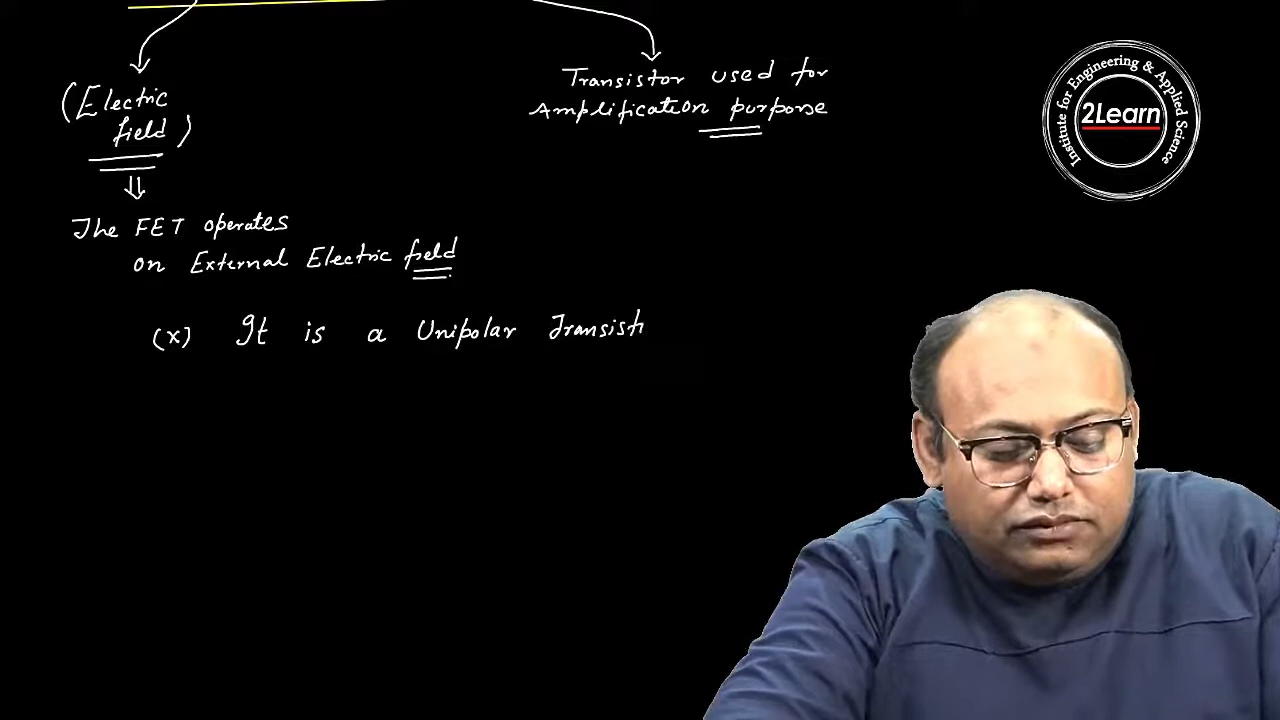 (Electric
field)
Transistor used for
Amplification purpose
The FET operates
on External Electric field
(x) It is a Unipolar Transist
Institute for Engineering & Applied Science
2Learn